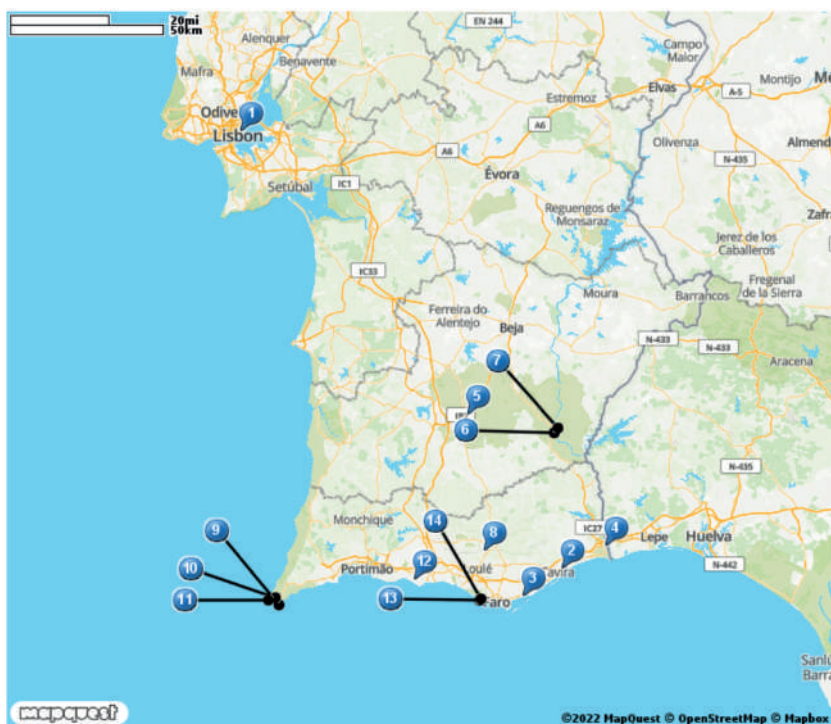 20mi
50km
EN 244
Alenquer
Campo
Maior
Benavente
Mafra
Elvas
A-5
Montijo
Estremoz
Odive
1
Lisbon
A6
Olivenza
Almend
A6
N-435
Évora
IC1
Setúbal
Zafr
Reguengos de
Monsaraz
Jerez de los
Caballeros
IC33
Fregenal
de la Sierra
Moura
Barrancos
Ferreira do
Alentejo
Beja
N-433
N-433
Aracena
7
5
6
N-435
14
Monchique
9
8
IC27
4
Lepe
Huelva
2
10
12
Portimão
Loulé
N-442
Tavira
3
11
13
Faro
Sanlú
Barra
mapquest
©2022 MapQuest © OpenStreetMap © Mapbox